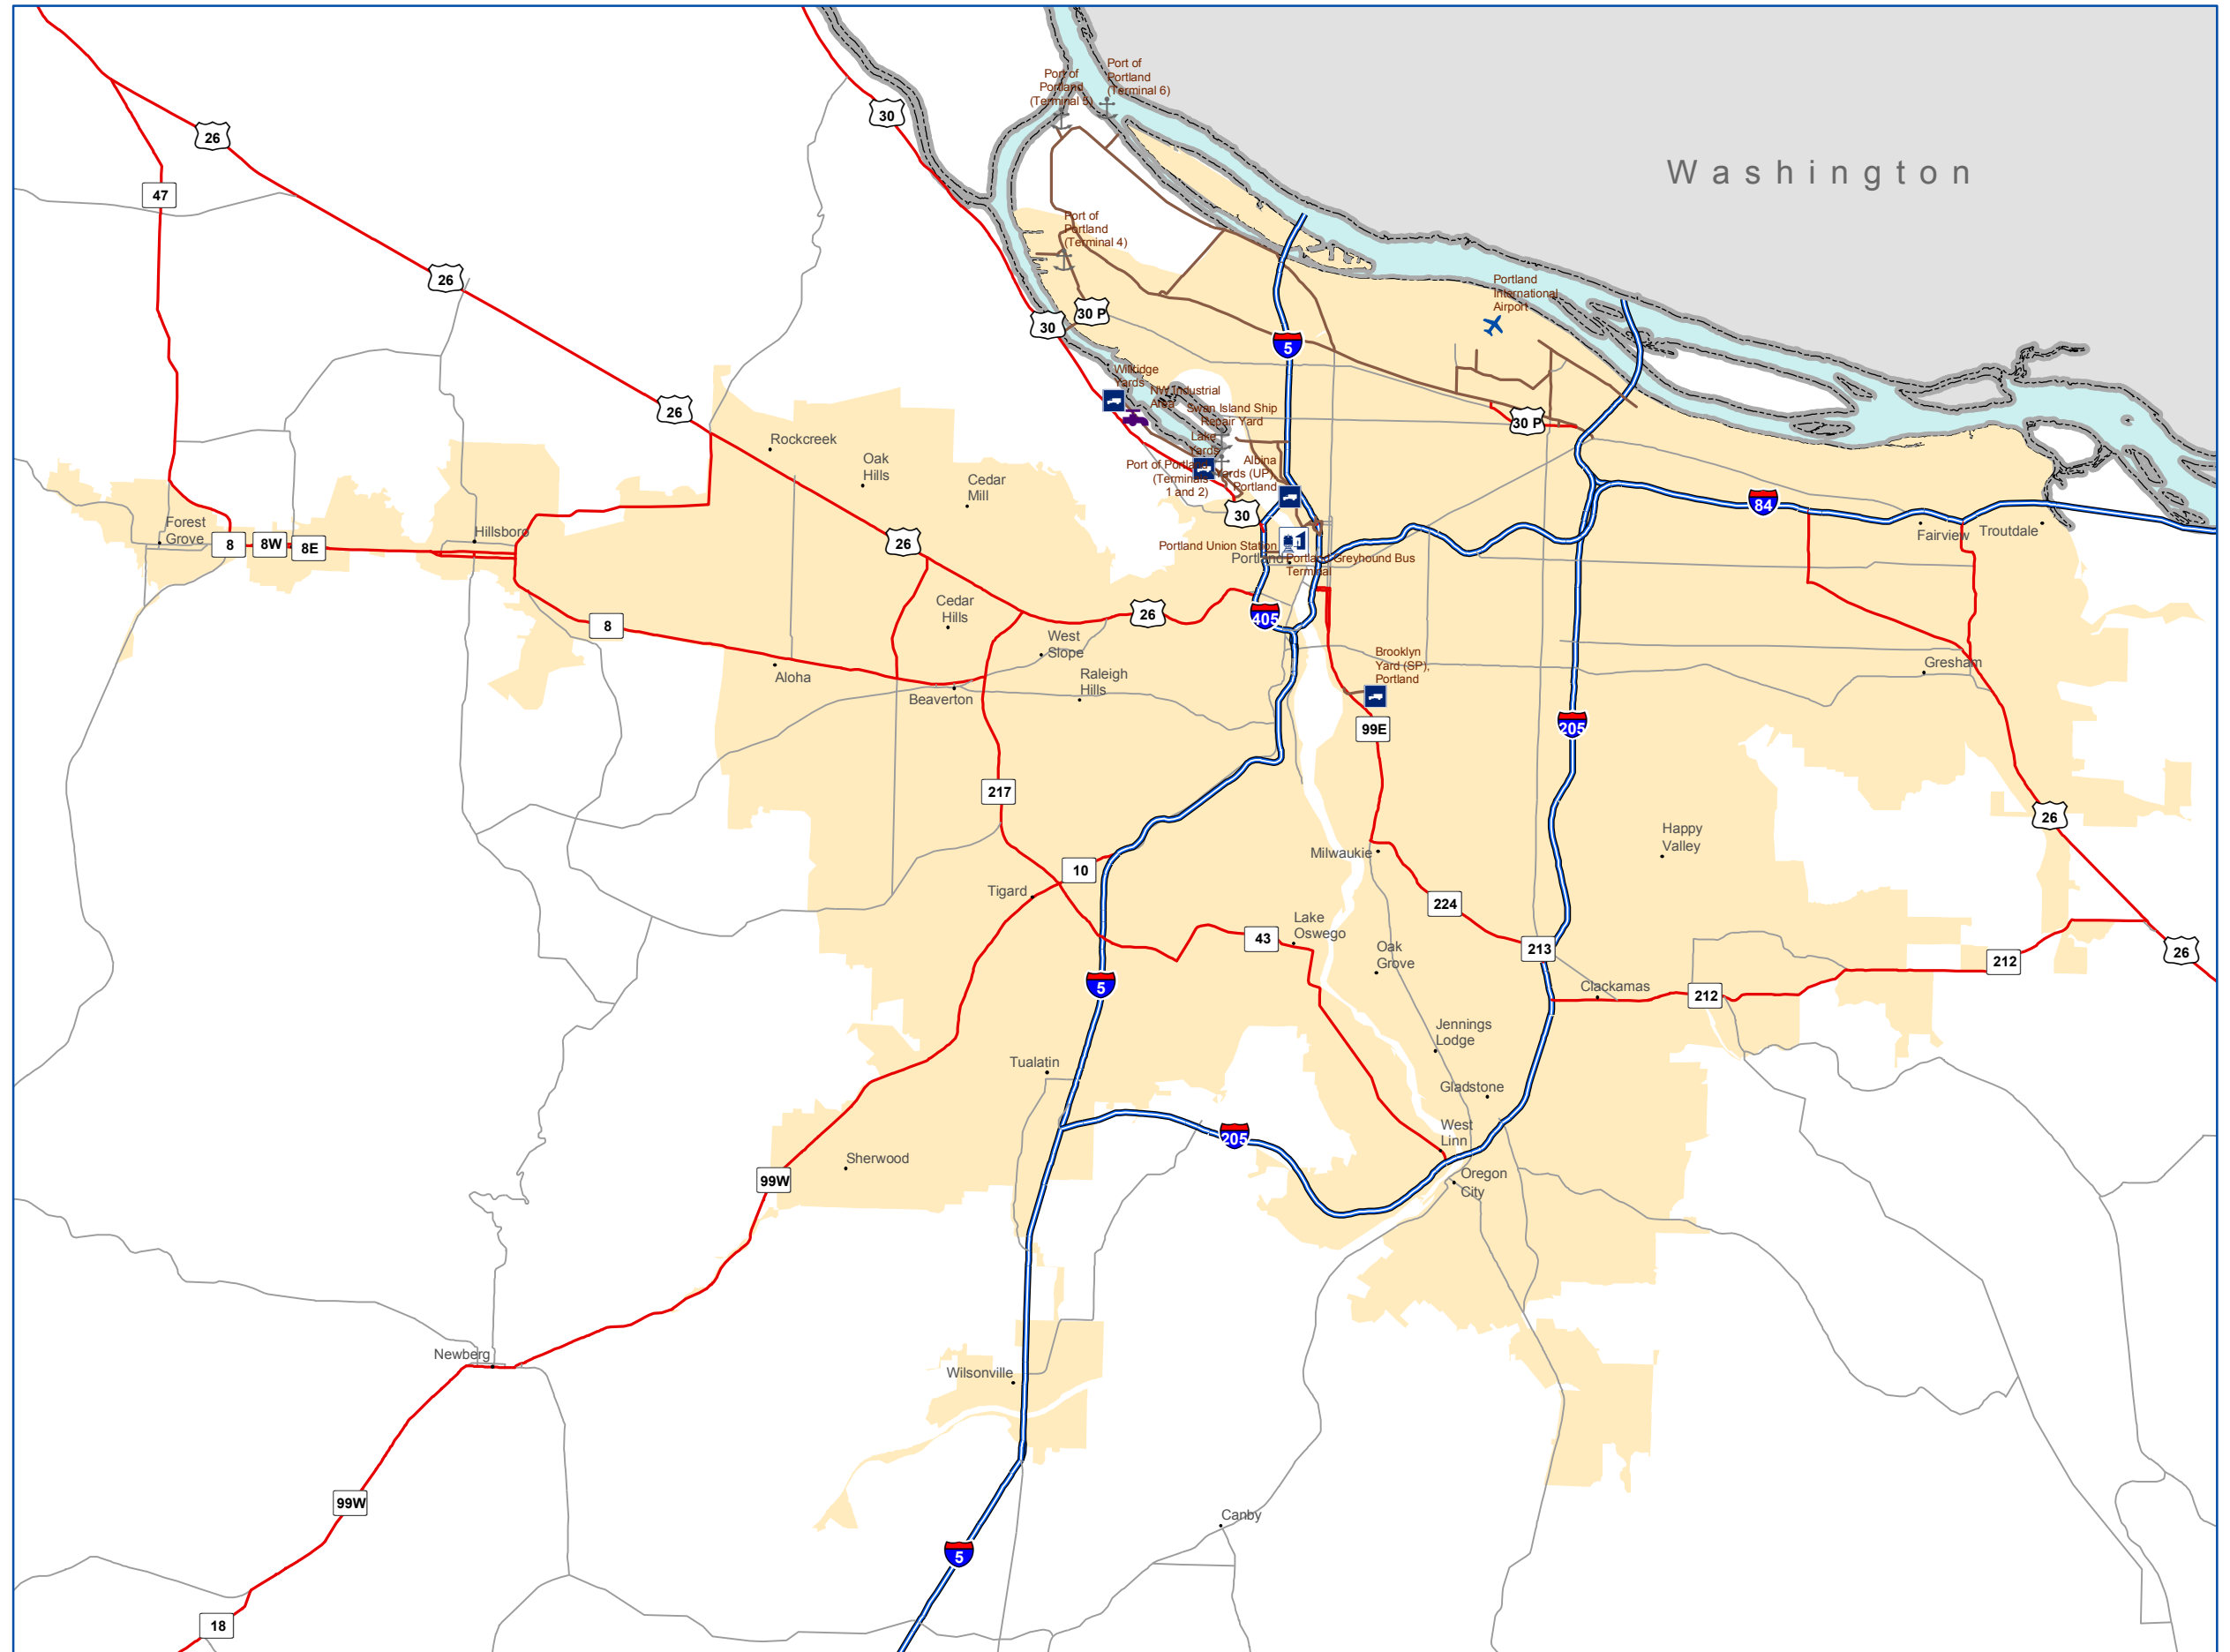 Port of
Portland
(Terminal 5)
Port of
Portland
(Terminal 6)
30
26
Washington
47
Port of
Portland
(Terminal 4)
26
Portland
International
Airport
30 P
30
5
Willridge
Yards
NW Industrial
Area
26
Swan Island Ship
Repair Yard
30 P
Rockcreek
Lake
Yards
Oak
Hills
Albina
Yards (UP),
Portland
Port of Portland
(Terminals
1 and 2)
Cedar
Mill
84
30
Forest
Grove
8
8W
8E
Hillsboro
26
Fairview
Troutdale
Portland Union Station
Portland
Portland Greyhound Bus
Terminal
Cedar
Hills
26
405
8
West
Slope
Brooklyn
Yard (SP),
Portland
Gresham
Aloha
Raleigh
Hills
Beaverton
99E
205
217
26
Happy
Valley
Milwaukie
10
Tigard
224
Lake
Oswego
43
213
26
Oak
Grove
212
5
Clackamas
212
Jennings
Lodge
Tualatin
Gladstone
205
West
Linn
Sherwood
99W
Oregon
City
Newberg
Wilsonville
99W
Canby
5
18